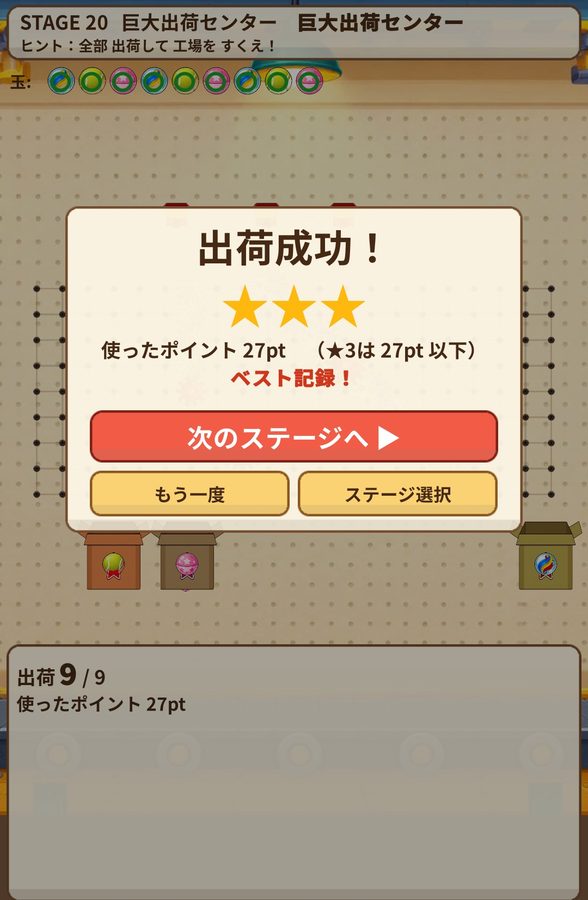 STAGE 20 巨大出荷センター 巨大出荷センター
ヒント：全部 出荷して 工場を すくえ！
玉:
出荷成功！
★★★
使ったポイント 27pt （★3は 27pt 以下）
ベスト記録！
次のステージへ ▶
もう一度
ステージ選択
出荷 9 / 9
使ったポイント 27pt